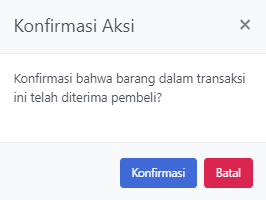 Konfirmasi Aksi ×
Konfirmasi bahwa barang dalam transaksi
ini telah diterima pembeli?
Konfirmasi Batal